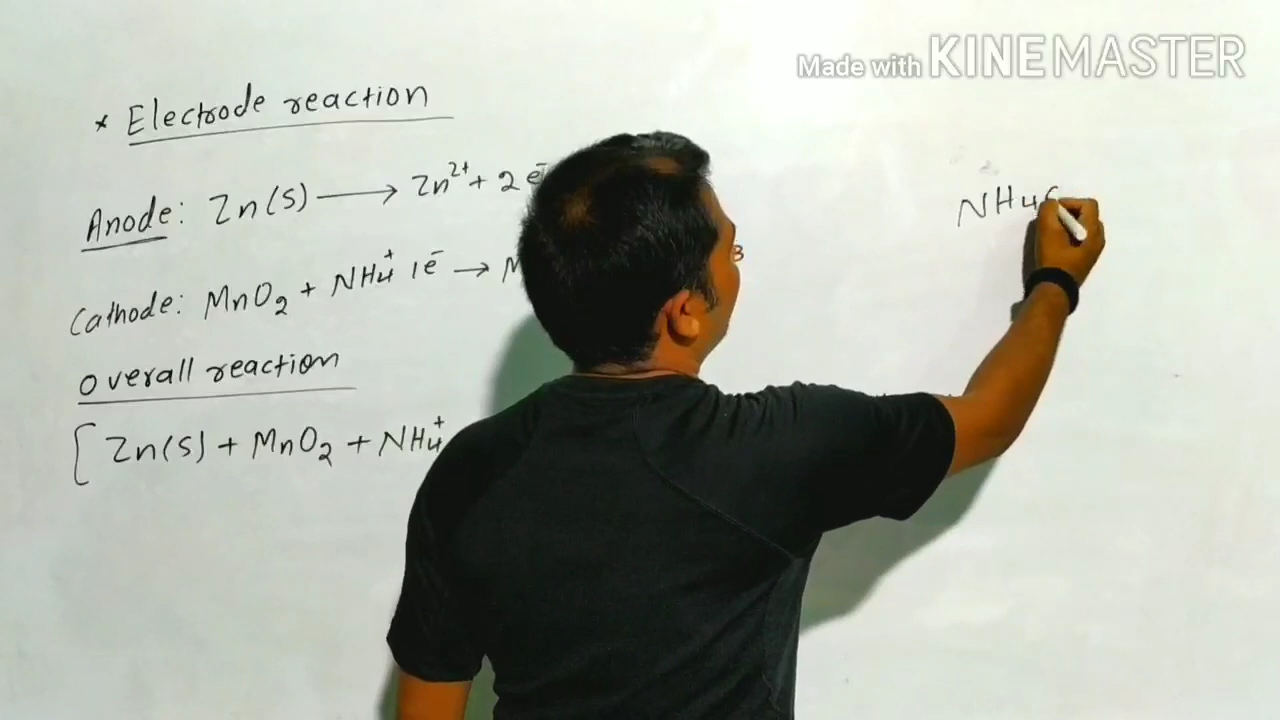 Made with KINEMASTER
* Electrode reaction
Anode: Zn(s) ⟶ Zn²⁺ + 2e⁻
NH4
Cathode: MnO₂ + NH₄⁺ 1e⁻ → M
3
Overall reaction
[ Zn(s) + MnO₂ + NH₄⁺